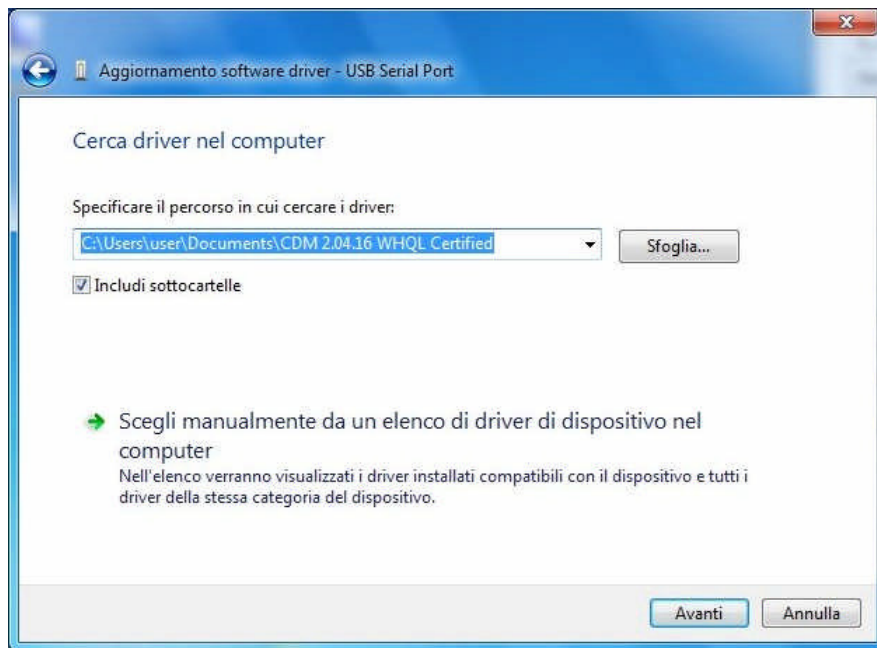 Aggiornamento software driver - USB Serial Port
Cerca driver nel computer
Specificare il percorso in cui cercare i driver:
C:\Users\user\Documents\CDM 2.04.16 WHQL Certified
Sfoglia...
Includi sottocartelle
Scegli manualmente da un elenco di driver di dispositivo nel
computer
Nell'elenco verranno visualizzati i driver installati compatibili con il dispositivo e tutti i
driver della stessa categoria del dispositivo.
Avanti
Annulla